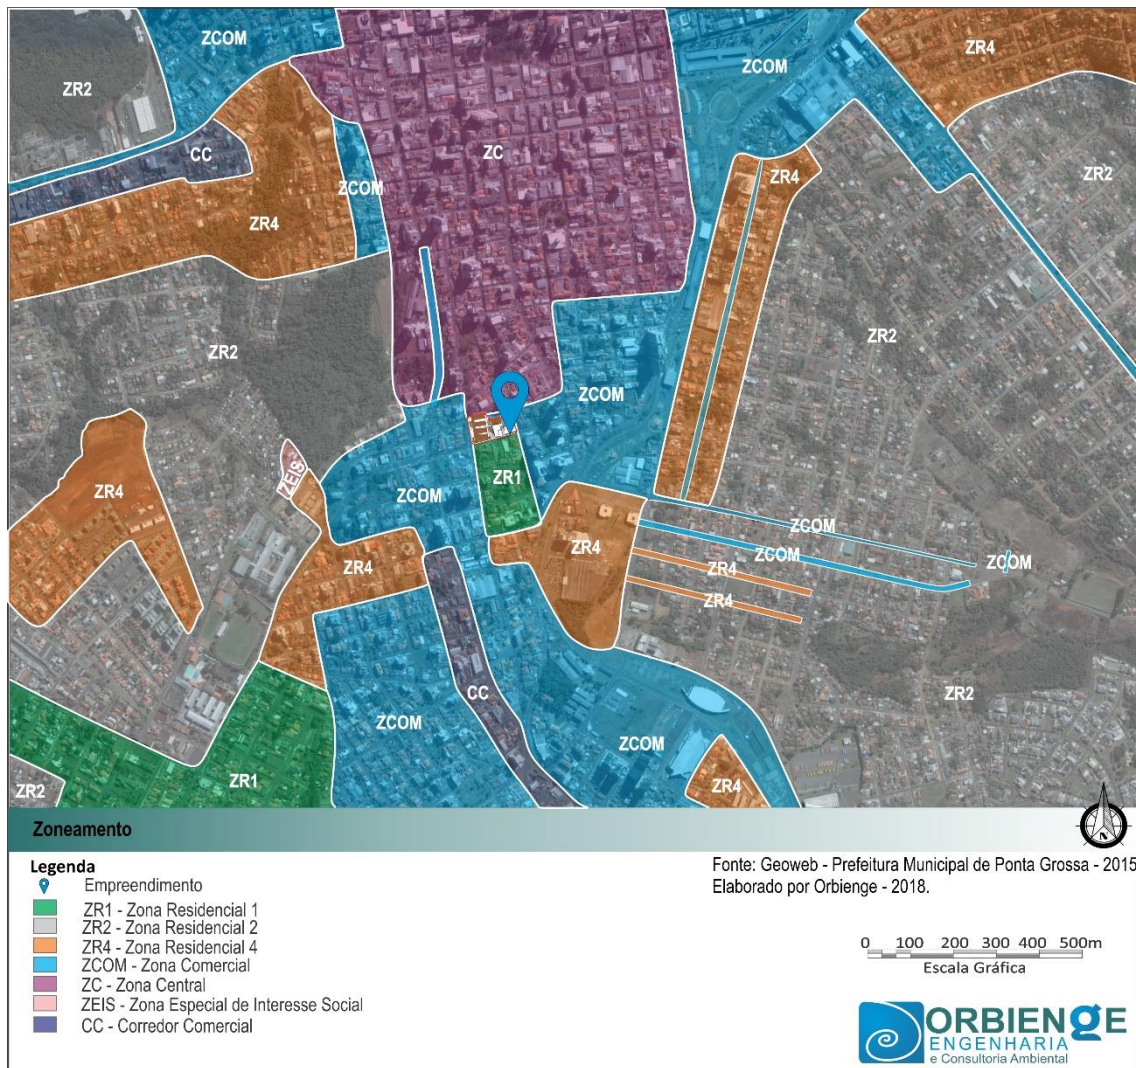 ZCOM
ZR4
ZCOM
ZR2
CC
ZC
ZR4
ZR2
ZCOM
ZR4
ZR2
ZR2
ZCOM
ZR1
ZEIS
ZR4
ZCOM
ZCOM
ZCOM
ZCOM
ZR4
ZR4
ZR4
ZR4
CC
ZR2
ZCOM
ZCOM
ZR1
ZR4
ZR2
Zoneamento
N
Legenda
Empreendimento
ZR1 - Zona Residencial 1
ZR2 - Zona Residencial 2
ZR4 - Zona Residencial 4
ZCOM - Zona Comercial
ZC - Zona Central
ZEIS - Zona Especial de Interesse Social
CC - Corredor Comercial
Fonte: Geoweb - Prefeitura Municipal de Ponta Grossa - 2015
Elaborado por Orbienge - 2018.
0 100 200 300 400 500m
Escala Gráfica
ORBIENGE
ENGENHARIA
e Consultoria Ambiental